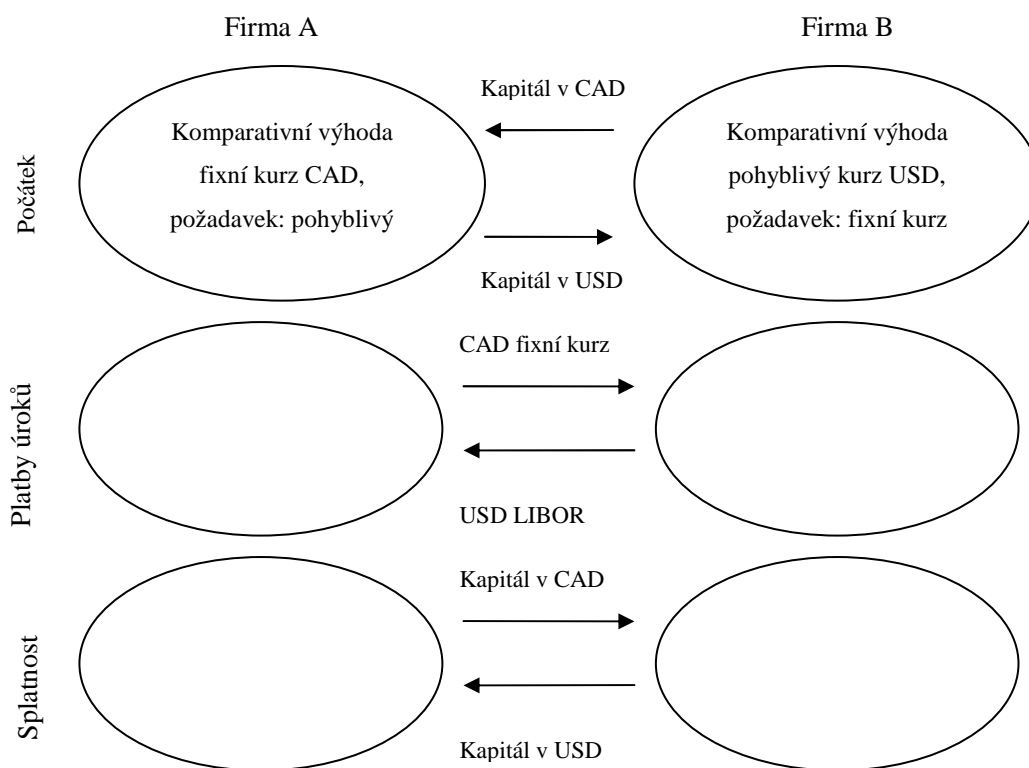 Firma A
Firma B
Počátek
Komparativní výhoda
fixní kurz CAD,
požadavek: pohyblivý
Kapitál v CAD
Kapitál v USD
Komparativní výhoda
pohyblivý kurz USD,
požadavek: fixní kurz
Platby úroků
CAD fixní kurz
USD LIBOR
Splatnost
Kapitál v CAD
Kapitál v USD